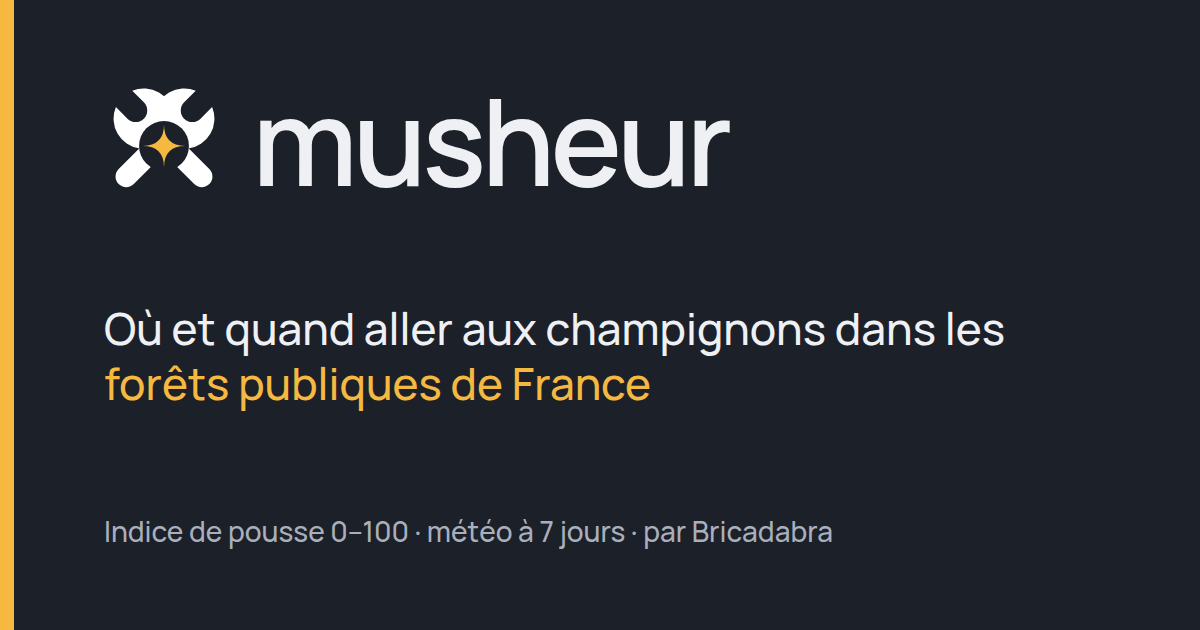 musheur
Où et quand aller aux champignons dans les
forêts publiques de France
Indice de pousse 0–100 · météo à 7 jours · par Bricadabra